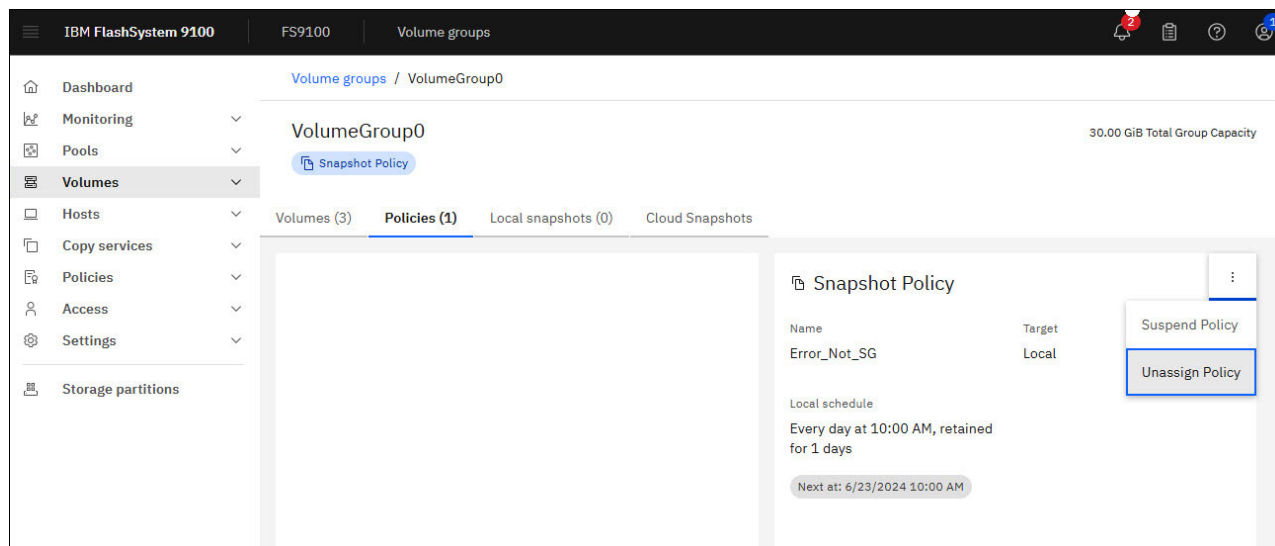 IBM FlashSystem 9100
FS9100
Volume groups
2
1
Dashboard
Monitoring
Pools
Volumes
Hosts
Copy services
Policies
Access
Settings
Storage partitions
Volume groups / VolumeGroup0
VolumeGroup0
30.00 GiB Total Group Capacity
Snapshot Policy
Volumes (3)
Policies (1)
Local snapshots (0)
Cloud Snapshots
Snapshot Policy
Name
Target
Error_Not_SG
Local
Local schedule
Every day at 10:00 AM, retained
for 1 days
Next at: 6/23/2024 10:00 AM
Suspend Policy
Unassign Policy